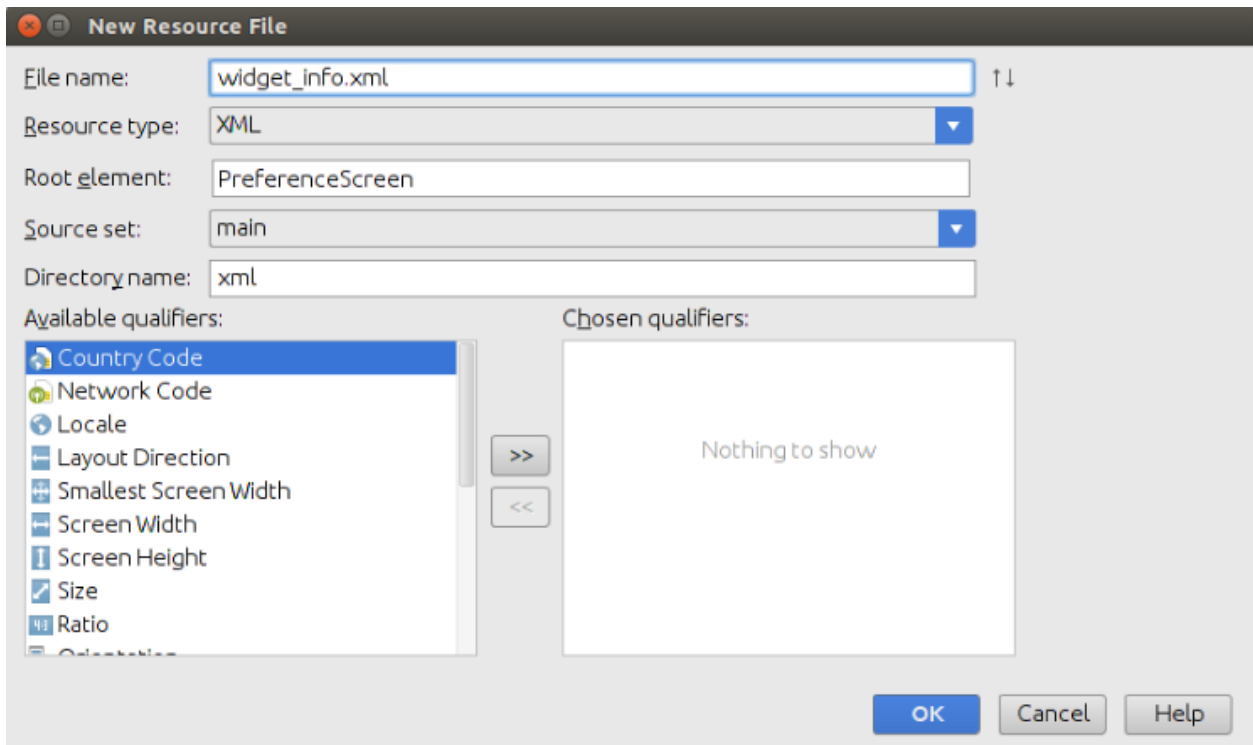 New Resource File
File name: widget_info.xml ↑↓
Resource type: XML
Root element: PreferenceScreen
Source set: main
Directory name: xml
Available qualifiers: Chosen qualifiers:
Country Code
Network Code
Locale
Layout Direction
Nothing to show
>>
Smallest Screen Width
<<
Screen Width
Screen Height
Size
Ratio
Orientation
OK Cancel Help